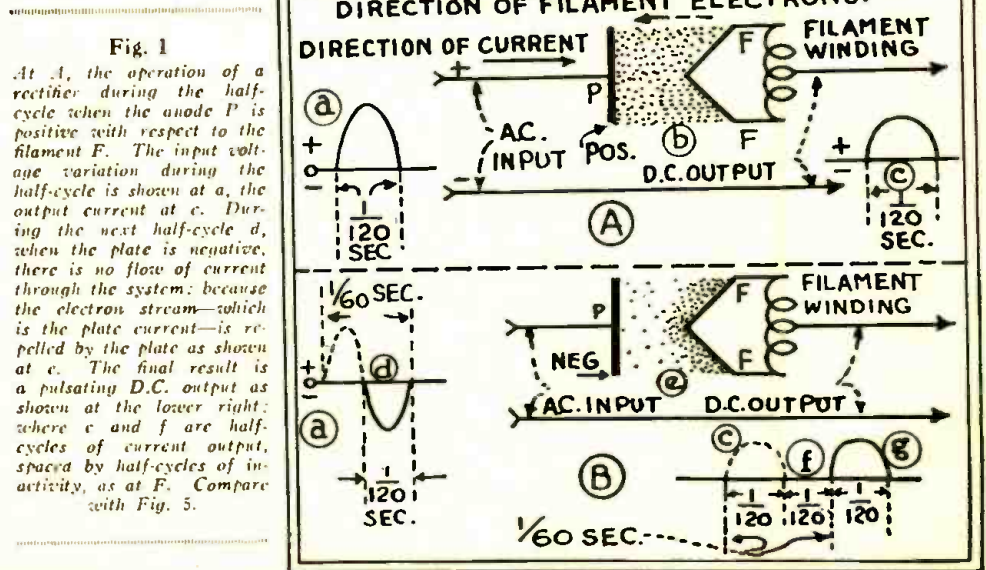 Fig. 1
At A, the operation of a
rectifier during the half-
cycle when the anode P is
positive with respect to the
filament F. The input volt-
age variation during the
half-cycle is shown at a, the
output current at c. Dur-
ing the next half-cycle d,
when the plate is negative,
there is no flow of current
through the system; because
the electron stream—which
is the plate current—is re-
pelled by the plate as shown
at e. The final result is
a pulsating D.C. output as
shown at the lower right;
where c and f are half-
cycles of current output,
spaced by half-cycles of in-
activity, as at F. Compare
with Fig. 5.
DIRECTION OF FILAMENT ELECTRONS.
DIRECTION OF CURRENT
FILAMENT
WINDING
F
+
P
a
+
-
A.C.
INPUT
POS.
b
F
D.C. OUTPUT
+
-
c
-
1/120
SEC
A
1/120
SEC.
1/60 SEC.
P
F
FILAMENT
WINDING
d
+
-
NEG
F
e
a
A.C. INPUT
D.C. OUTPUT
c
f
g
1/120
SEC.
B
1/120
1/120
1/120
1/60 SEC.